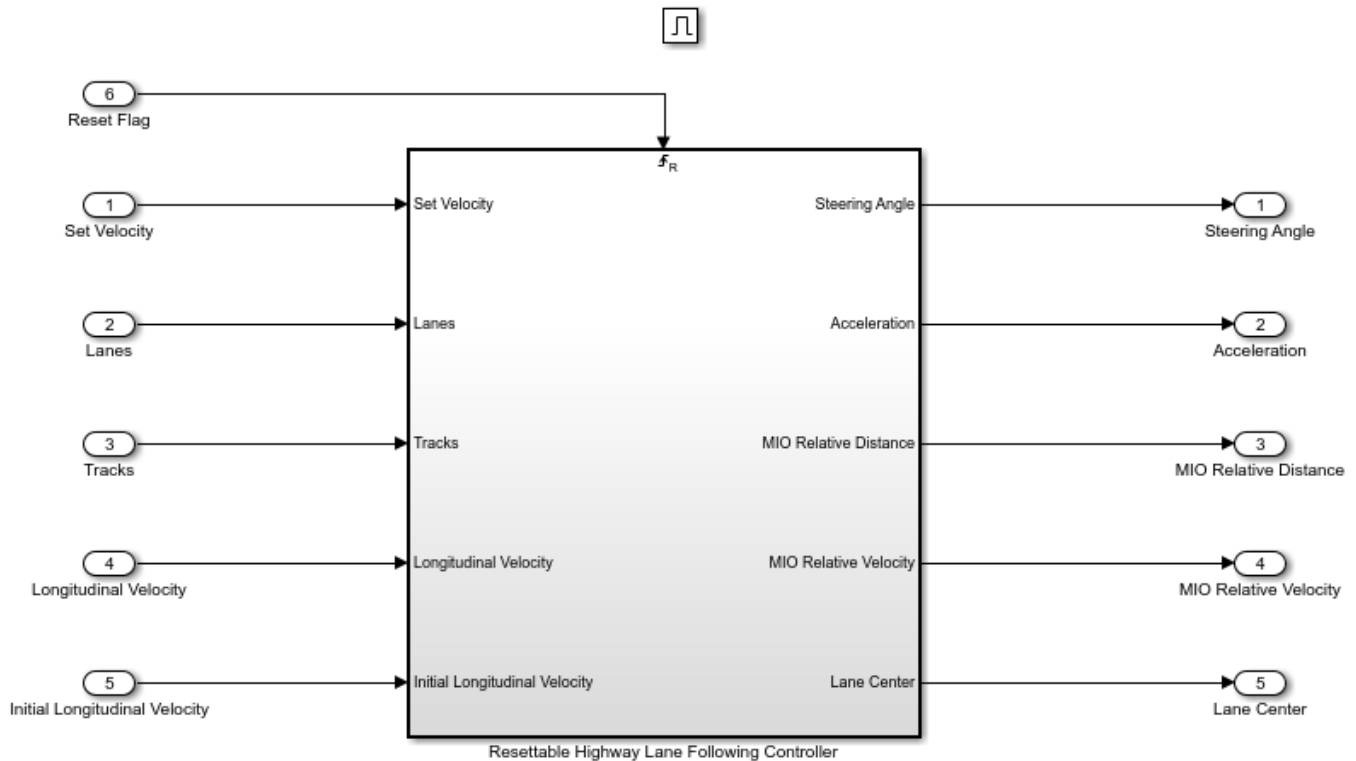 6
Reset Flag
R
1
Set Velocity
Set Velocity
Steering Angle
1
Steering Angle
2
Lanes
Lanes
Acceleration
2
Acceleration
3
Tracks
Tracks
MIO Relative Distance
3
MIO Relative Distance
4
Longitudinal Velocity
Longitudinal Velocity
MIO Relative Velocity
4
MIO Relative Velocity
5
Initial Longitudinal Velocity
Initial Longitudinal Velocity
Lane Center
5
Lane Center
Resettable Highway Lane Following Controller